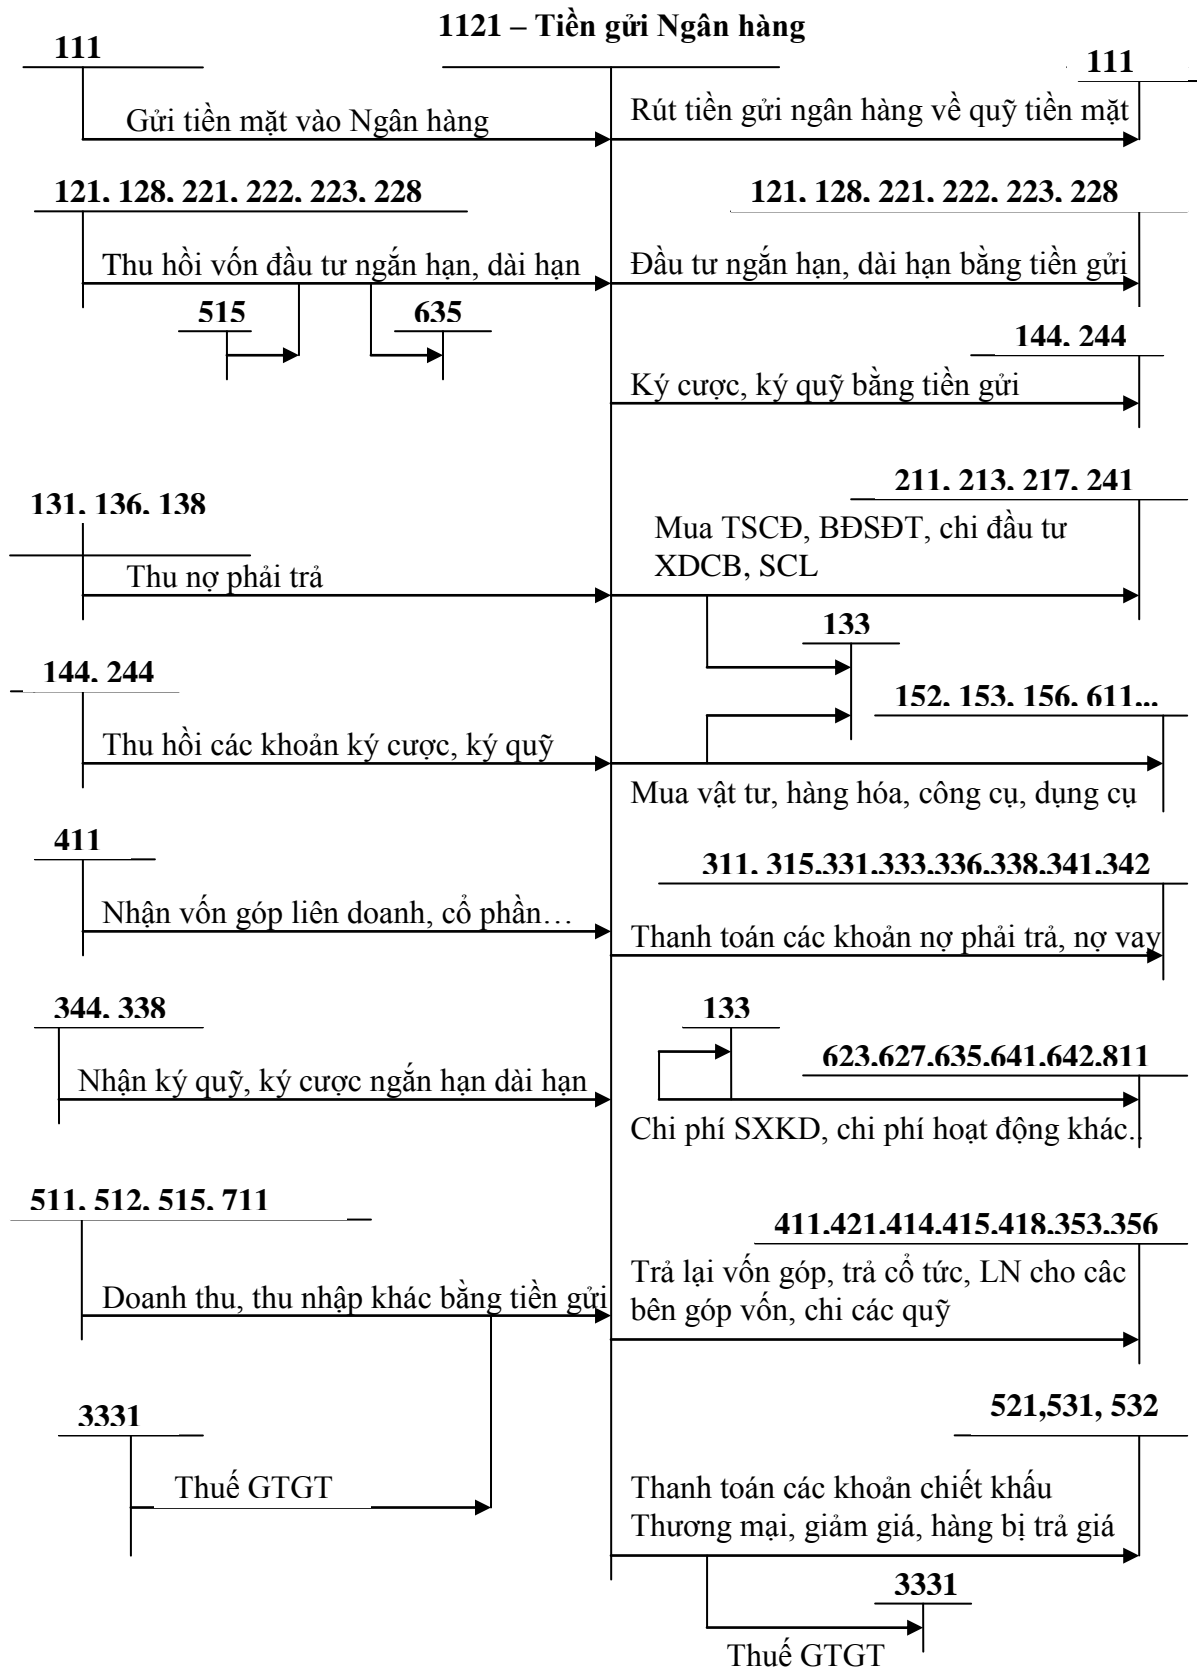 1121 – Tiền gửi Ngân hàng
111
111
Gửi tiền mặt vào Ngân hàng
Rút tiền gửi ngân hàng về quỹ tiền mặt
121, 128, 221, 222, 223, 228
121, 128, 221, 222, 223, 228
Thu hồi vốn đầu tư ngắn hạn, dài hạn
Đầu tư ngắn hạn, dài hạn bằng tiền gửi
515
635
144, 244
Ký cược, ký quỹ bằng tiền gửi
211, 213, 217, 241
131, 136, 138
Mua TSCĐ, BĐSĐT, chi đầu tư
XDCB, SCL
Thu nợ phải trả
133
144, 244
152, 153, 156, 611...
Thu hồi các khoản ký cược, ký quỹ
Mua vật tư, hàng hóa, công cụ, dụng cụ
411
311, 315,331,333,336,338,341,342
Nhận vốn góp liên doanh, cổ phần…
Thanh toán các khoản nợ phải trả, nợ vay
344, 338
133
623,627,635,641,642,811
Nhận ký quỹ, ký cược ngắn hạn dài hạn
Chi phí SXKD, chi phí hoạt động khác..
511, 512, 515, 711
411,421,414,415,418,353,356
Doanh thu, thu nhập khác bằng tiền gửi
Trả lại vốn góp, trả cổ tức, LN cho câc
bên góp vốn, chi các quỹ
3331
521,531, 532
Thuế GTGT
Thanh toán các khoản chiết khấu
Thương mại, giảm giá, hàng bị trả giá
3331
Thuế GTGT